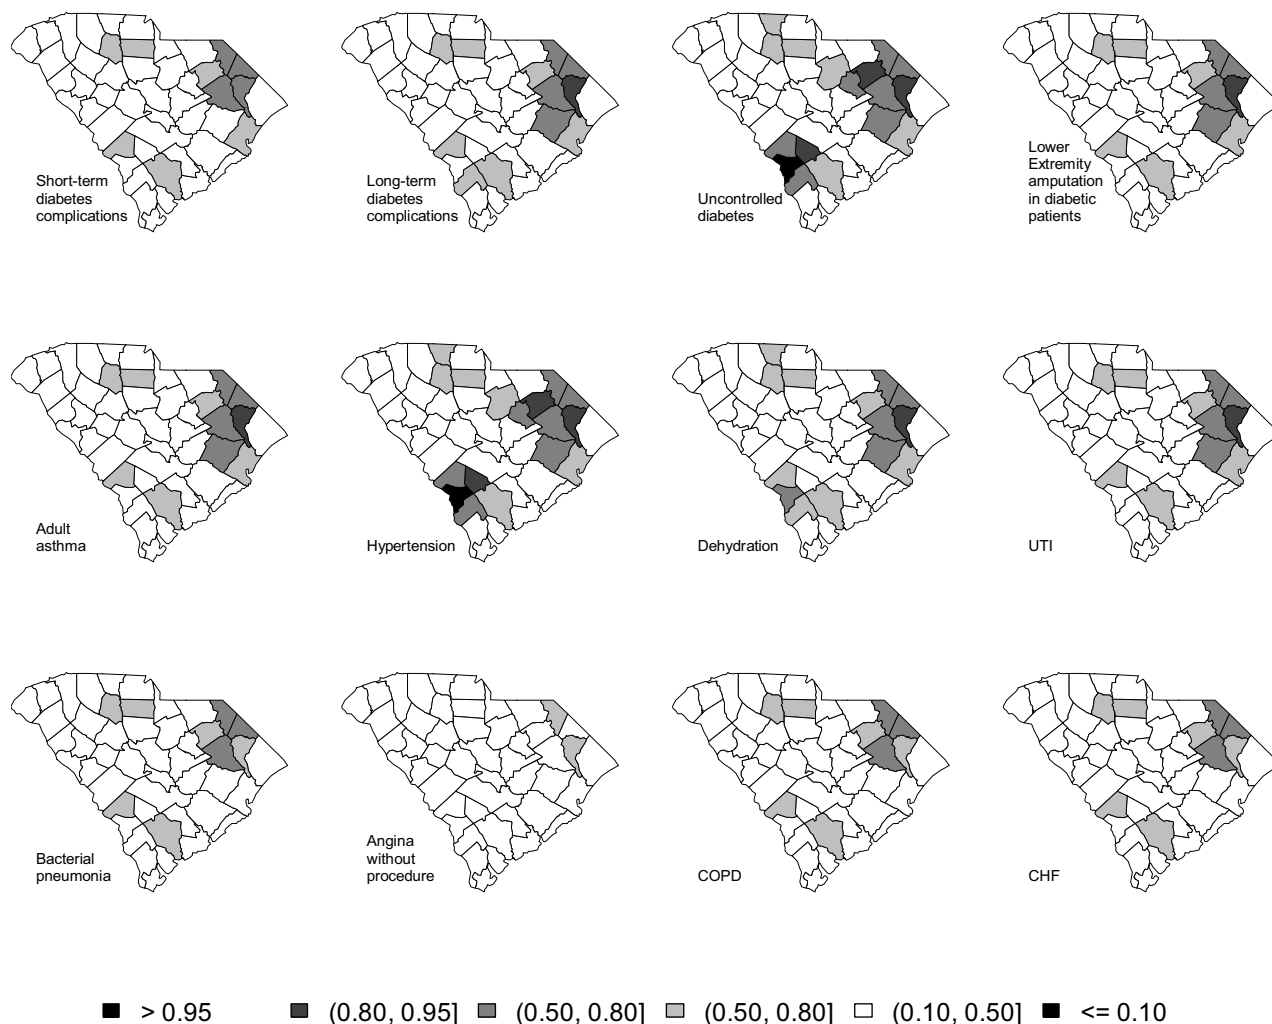 Short-term
diabetes
complications
Long-term
diabetes
complications
Uncontrolled
diabetes
Lower
Extremity
amputation
in diabetic
patients
Adult
asthma
Hypertension
Dehydration
UTI
Bacterial
pneumonia
Angina
without
procedure
COPD
CHF
> 0.95 (0.80, 0.95] (0.50, 0.80] (0.50, 0.80] (0.10, 0.50] <= 0.10